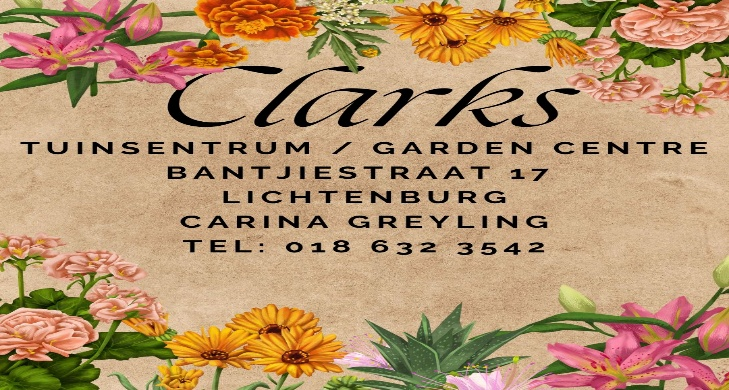 Clarks
TUINSENTRUM / GARDEN CENTRE
BANTJIESTRAAT 17
LICHTENBURG
CARINA GREYLING
TEL: 018 632 3542